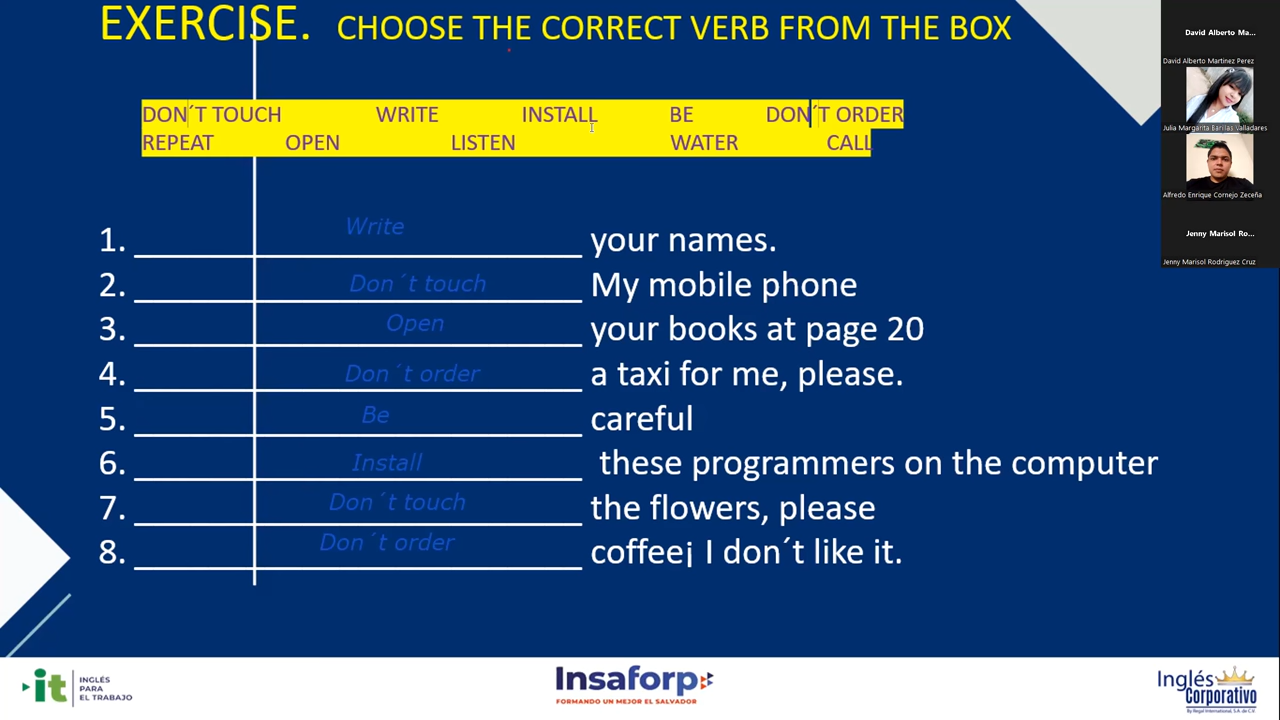 EXERCISE. CHOOSE THE CORRECT VERB FROM THE BOX
DON´T TOUCH WRITE INSTALL BE DON´T ORDER
REPEAT OPEN LISTEN WATER CALL
1. Write your names.
2. Don´t touch My mobile phone
3. Open your books at page 20
4. Don´t order a taxi for me, please.
5. Be careful
6. Install these programmers on the computer
7. Don´t touch the flowers, please
8. Don´t order coffee¡ I don´t like it.
David Alberto Ma...
David Alberto Martinez Perez
Julia Margarita Barillas Valladares
Alfredo Enrique Cornejo Zeceña
Jenny Marisol Ro...
Jenny Marisol Rodriguez Cruz
it INGLÉS
PARA
EL TRABAJO
Insaforp
FORMANDO UN MEJOR EL SALVADOR
Inglés
Corporativo
By Regal International, S.A. de C.V.